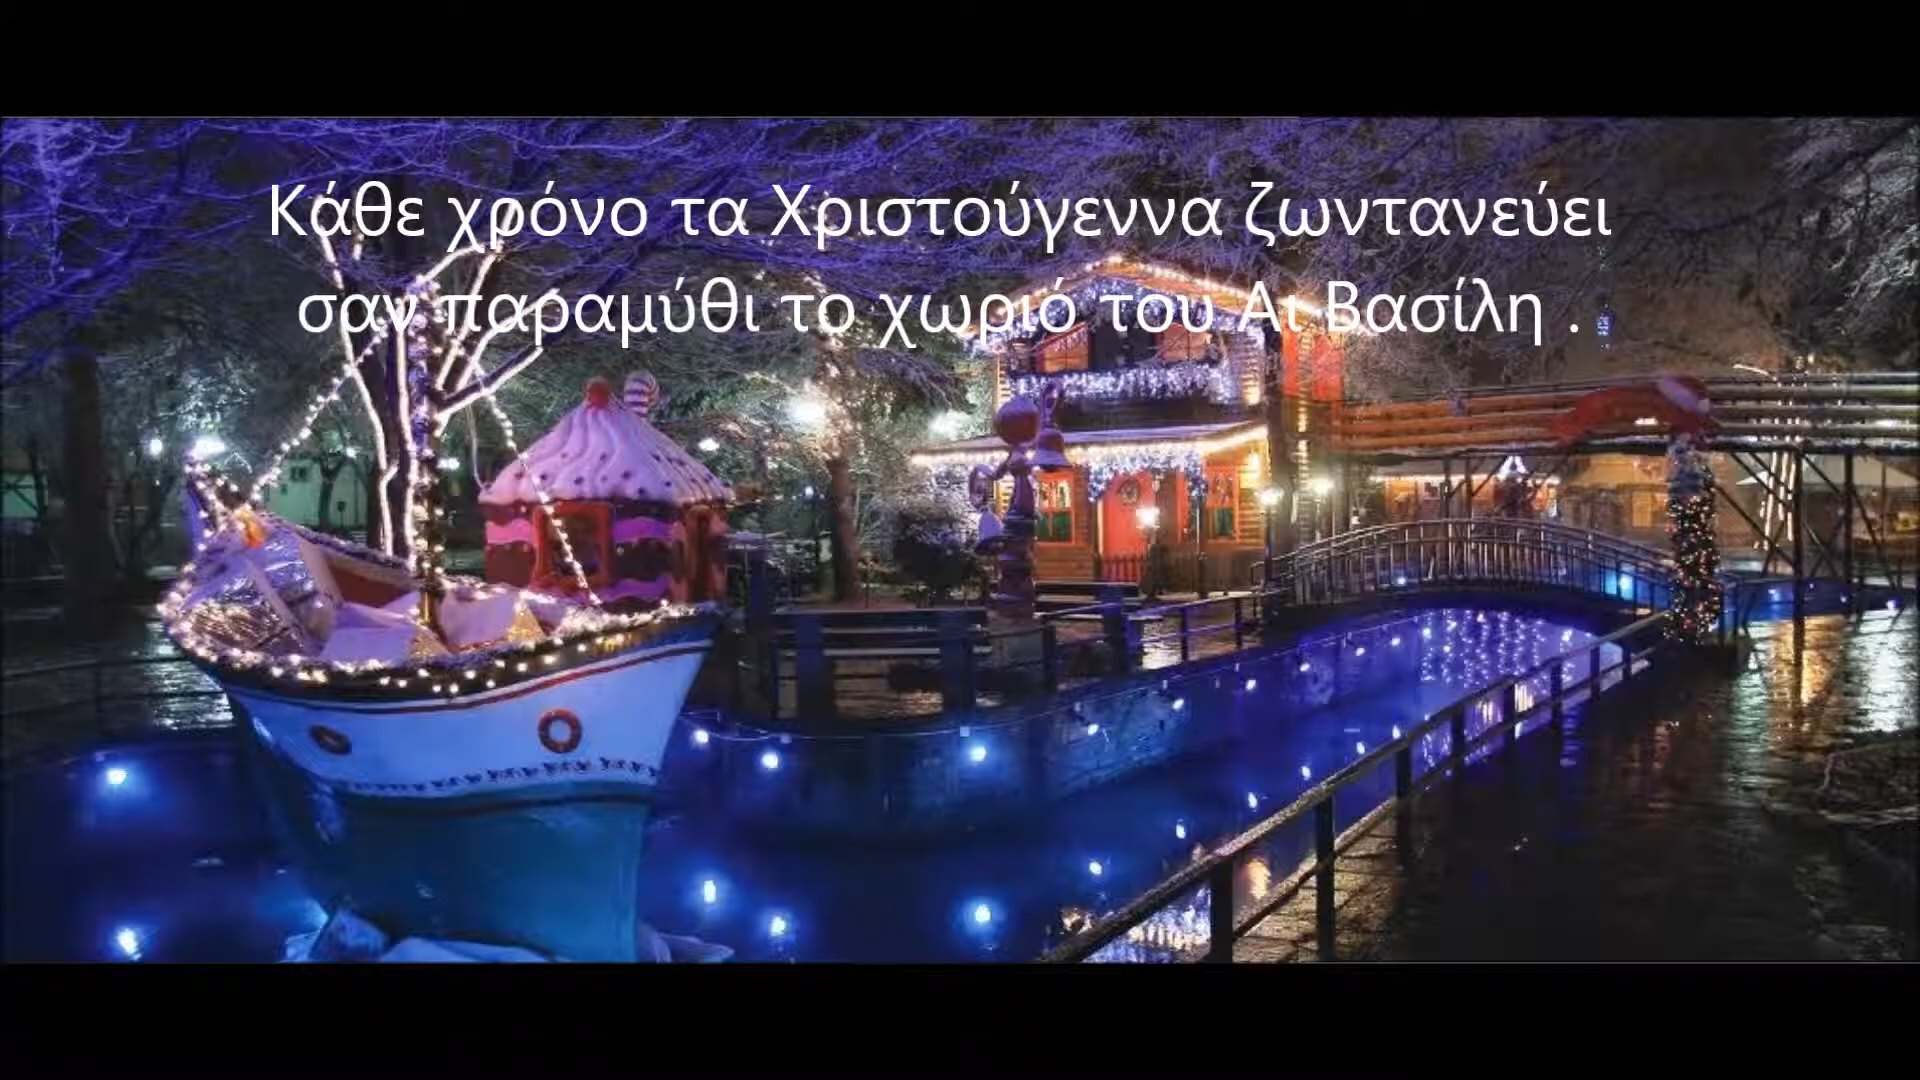 Κάθε χρόνο τα Χριστούγεννα ζωντανεύει
σαν παραμύθι το χωριό του Αι Βασίλη .